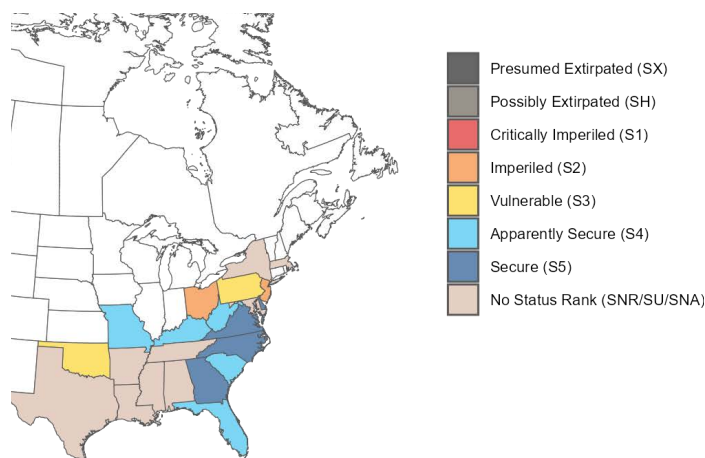 Presumed Extirpated (SX)
Possibly Extirpated (SH)
Critically Imperiled (S1)
Imperiled (S2)
Vulnerable (S3)
Apparently Secure (S4)
Secure (S5)
No Status Rank (SNR/SU/SNA)